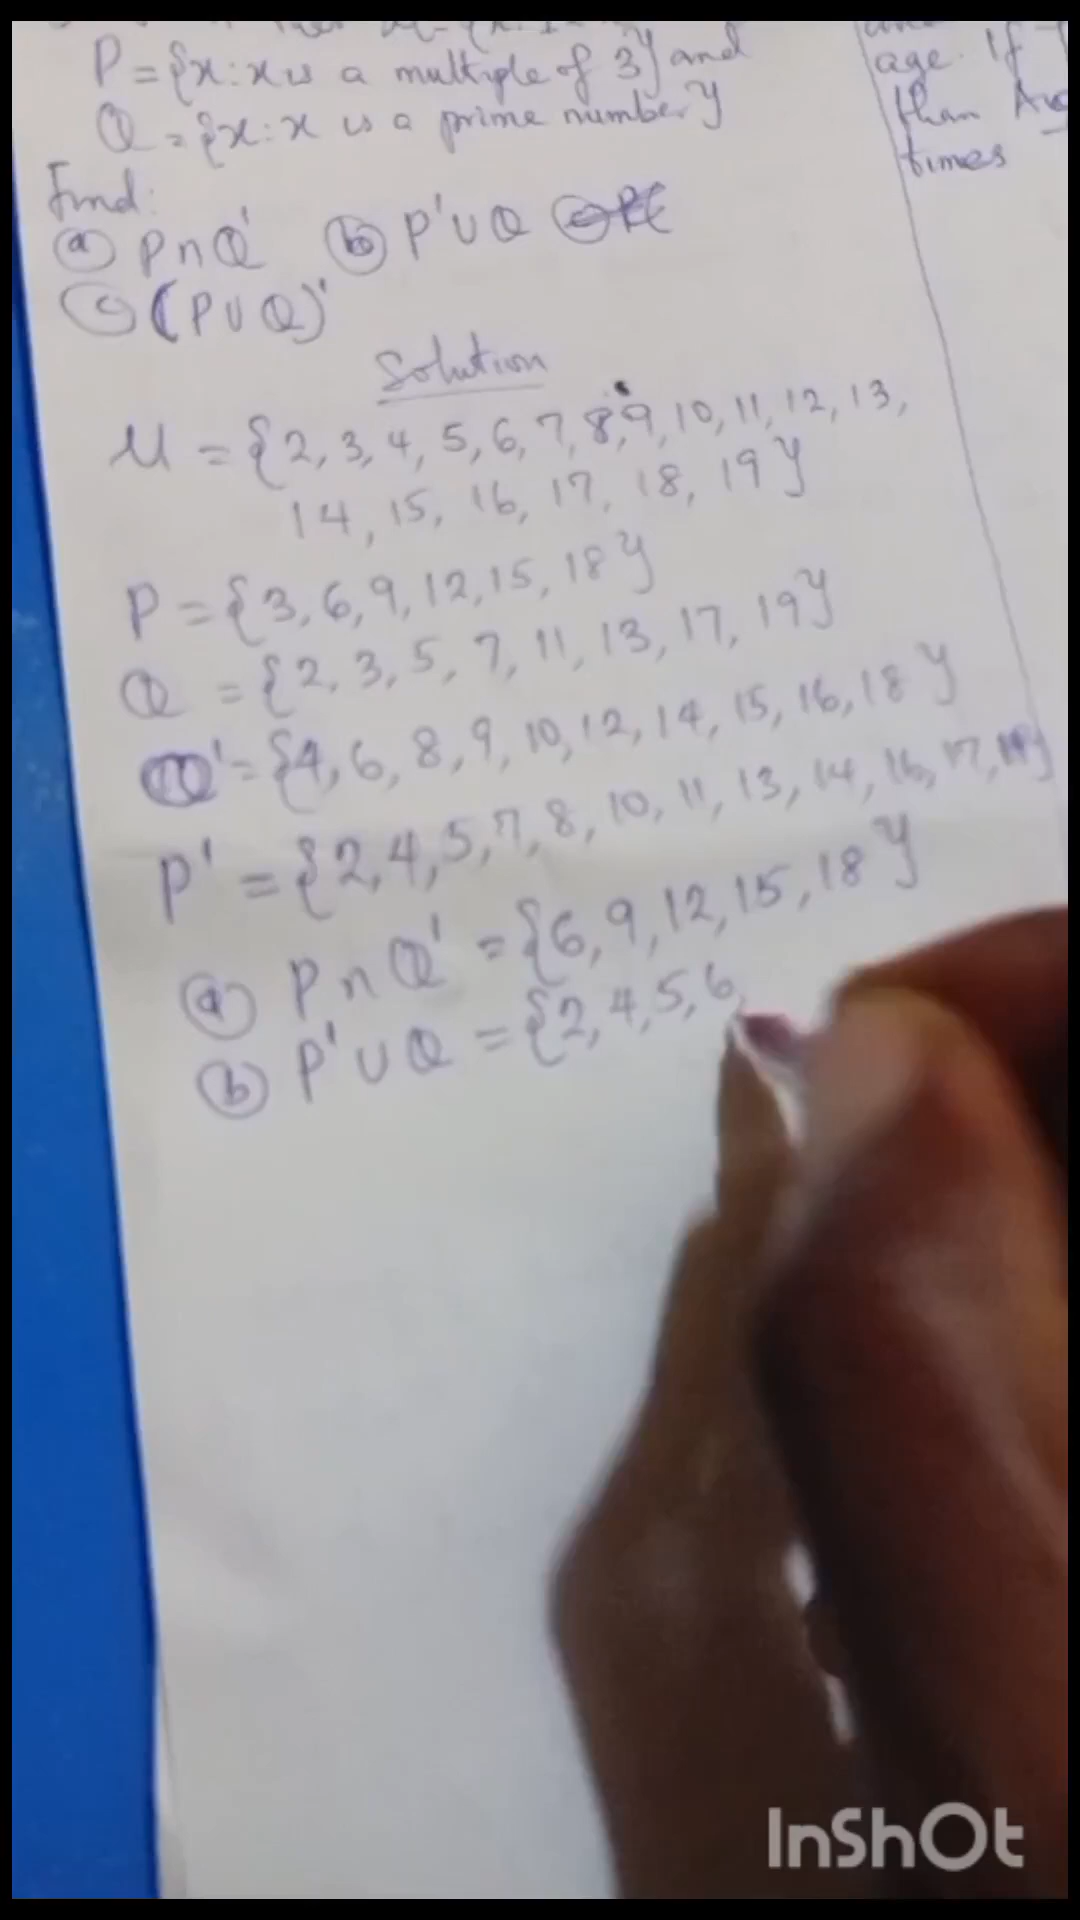 P = {x: x is a multiple of 3} and
Q = {x: x is a prime number}
Find:
(a) P∩Q' (b) P'∪Q
(c) (P∪Q)'
Solution
U = {2, 3, 4, 5, 6, 7, 8, 9, 10, 11, 12, 13,
14, 15, 16, 17, 18, 19}
P = {3, 6, 9, 12, 15, 18}
Q = {2, 3, 5, 7, 11, 13, 17, 19}
Q' = {4, 6, 8, 9, 10, 12, 14, 15, 16, 18}
P' = {2, 4, 5, 7, 8, 10, 11, 13, 14, 16, 17, 19}
(a) P∩Q' = {6, 9, 12, 15, 18}
(b) P'∪Q = {2, 4, 5, 6,
age. If
than
times
InShOt